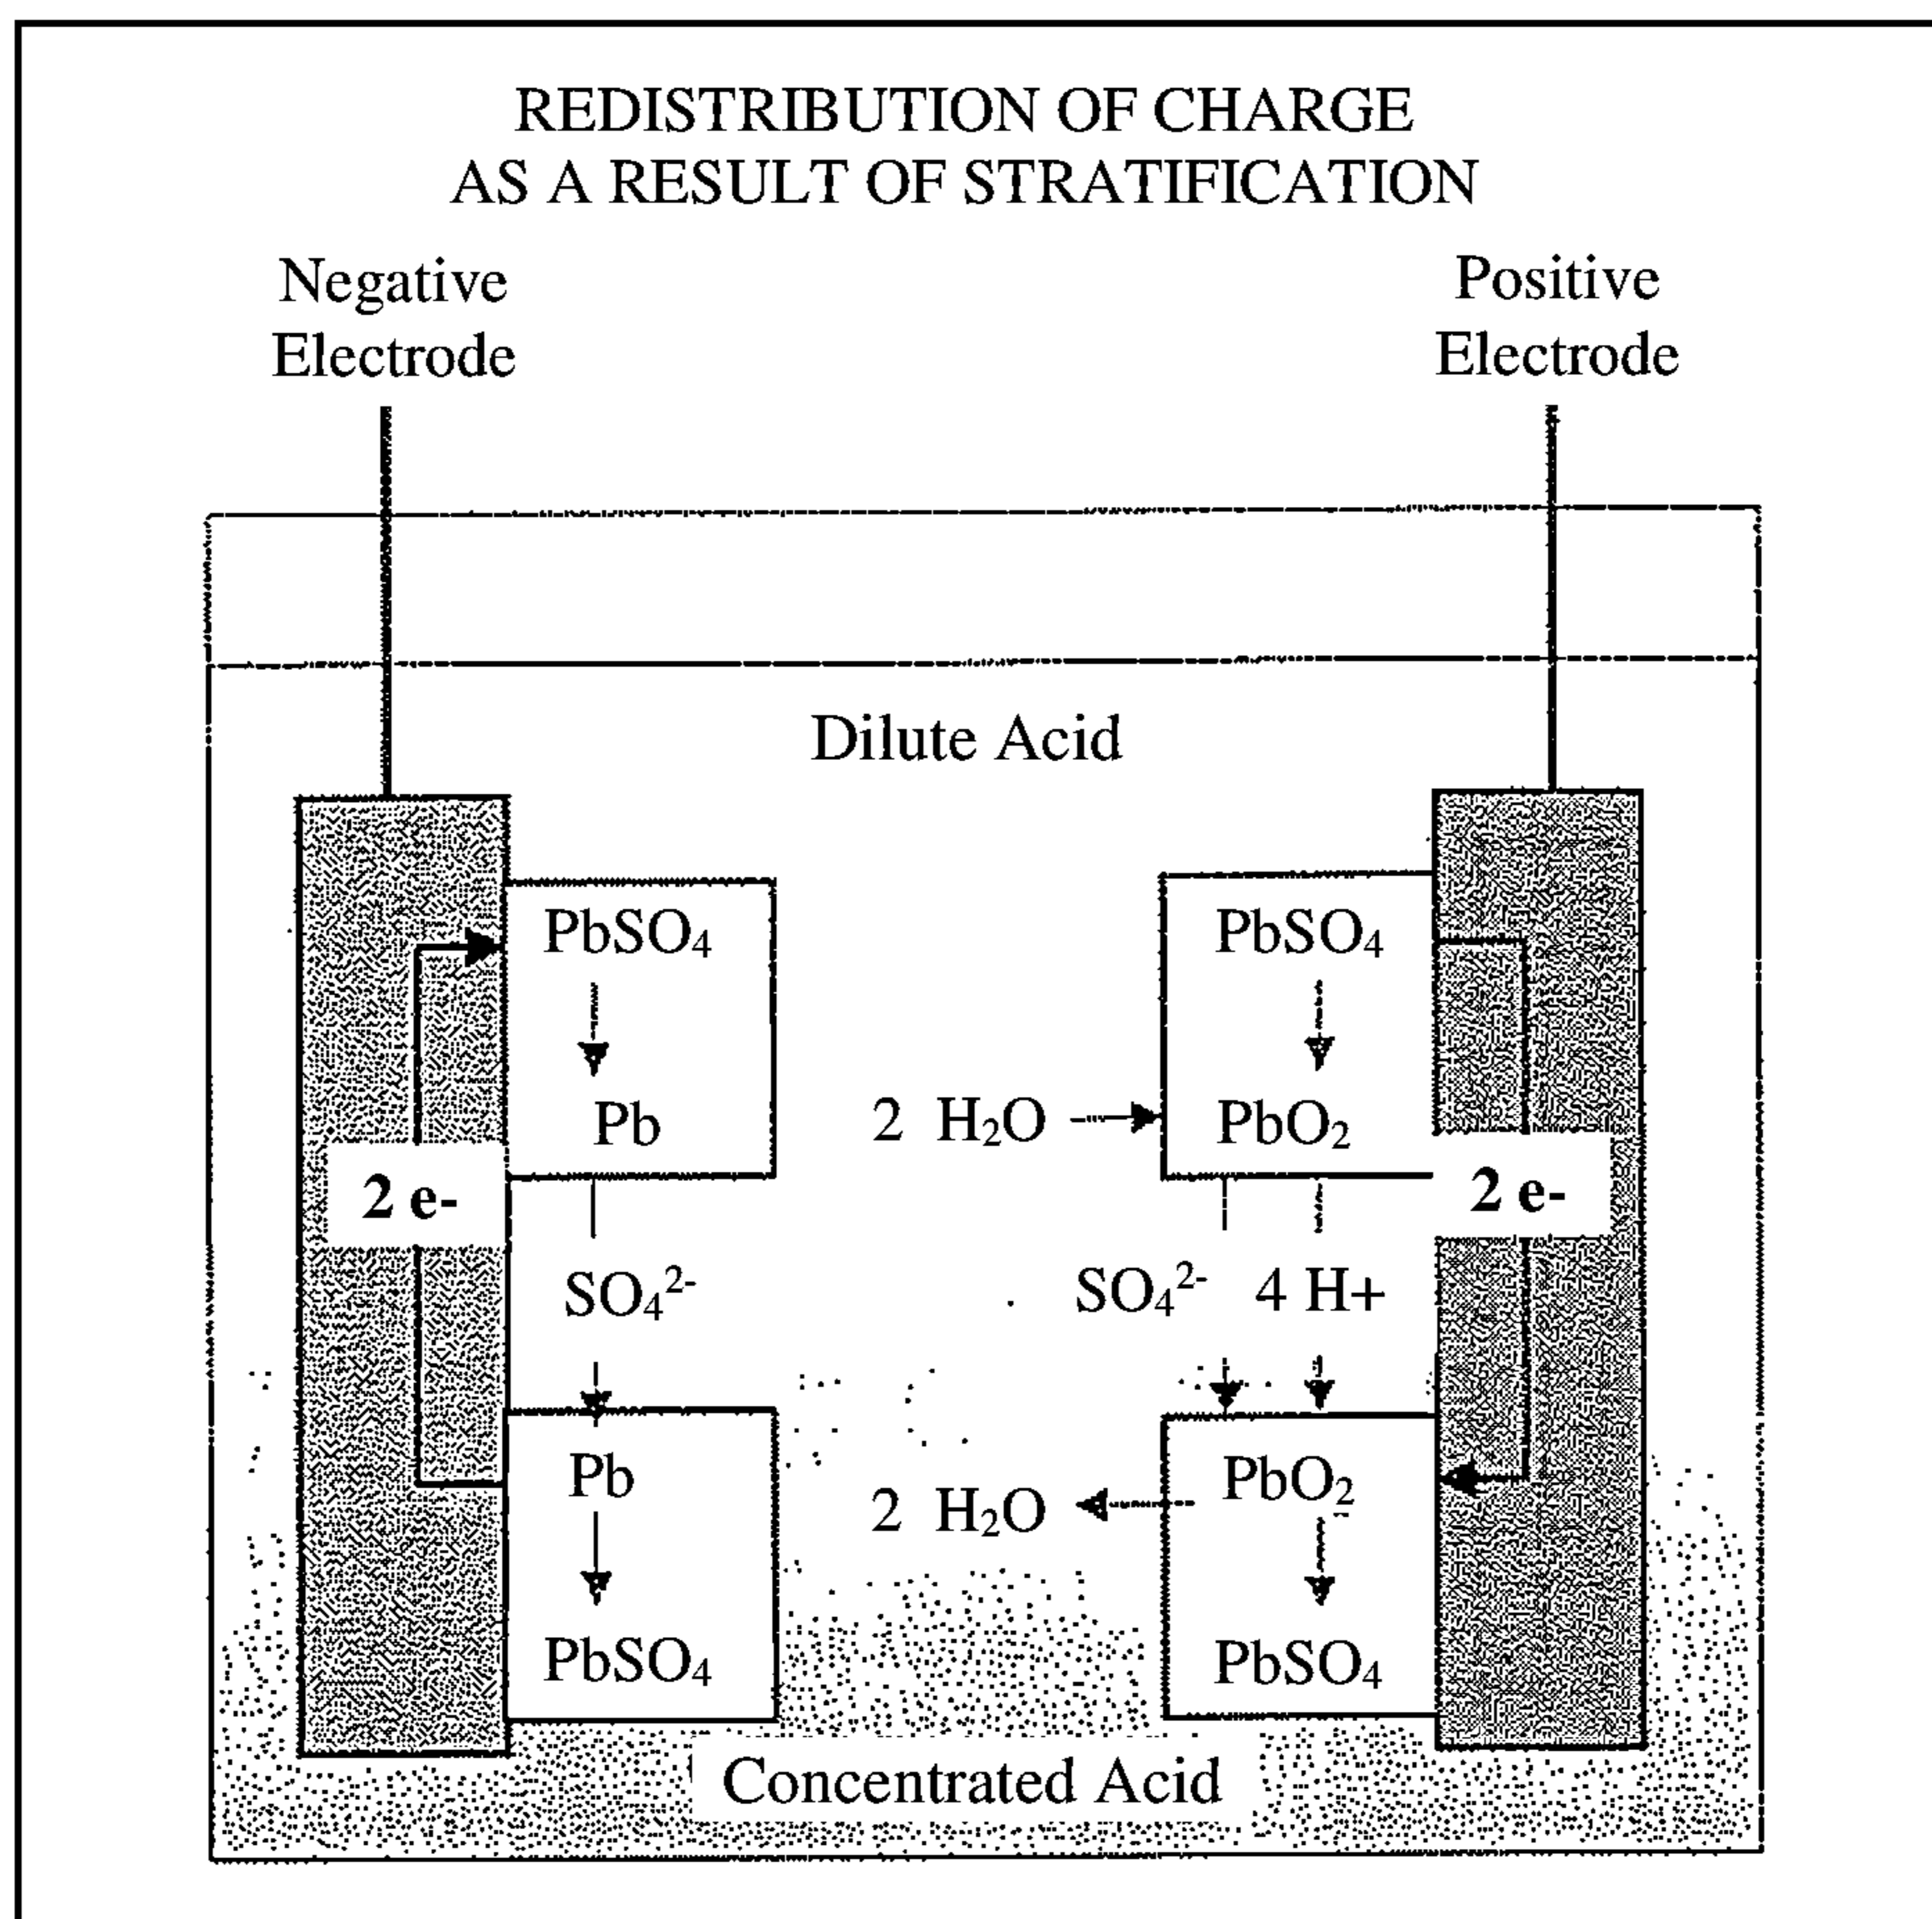 REDISTRIBUTION OF CHARGE
AS A RESULT OF STRATIFICATION
Negative
Electrode
Positive
Electrode
Dilute Acid
PbSO₄
PbSO₄
Pb
2 H₂O
PbO₂
2 e-
2 e-
SO₄²⁻
SO₄²⁻
4 H+
Pb
PbO₂
2 H₂O
PbSO₄
PbSO₄
Concentrated Acid